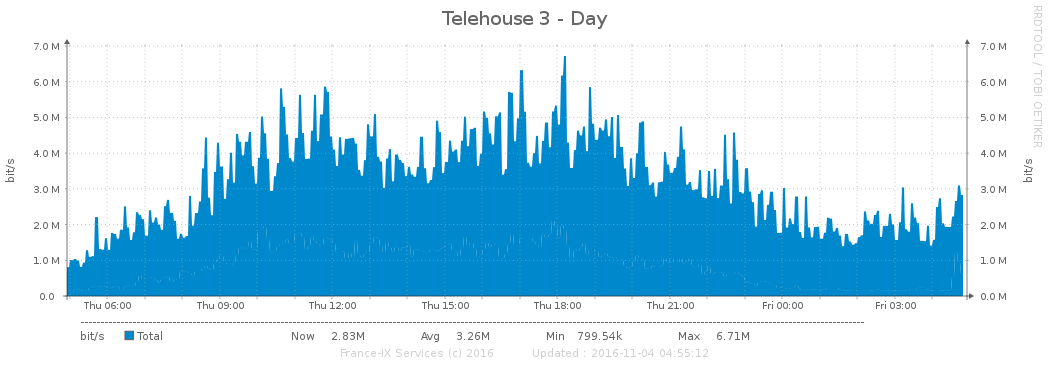 Telehouse 3 - Day
RRDTOOL / TOBI OETIKER
7.0 M 7.0 M
6.0 M 6.0 M
5.0 M 5.0 M
4.0 M 4.0 M
3.0 M 3.0 M
2.0 M 2.0 M
1.0 M 1.0 M
0.0 0.0 M
bit/s bit/s
Thu 06:00 Thu 09:00 Thu 12:00 Thu 15:00 Thu 18:00 Thu 21:00 Fri 00:00 Fri 03:00
bit/s Total Now 2.83M Avg 3.26M Min 799.54k Max 6.71M
France-IX Services (c) 2016 Updated : 2016-11-04 04:55:12